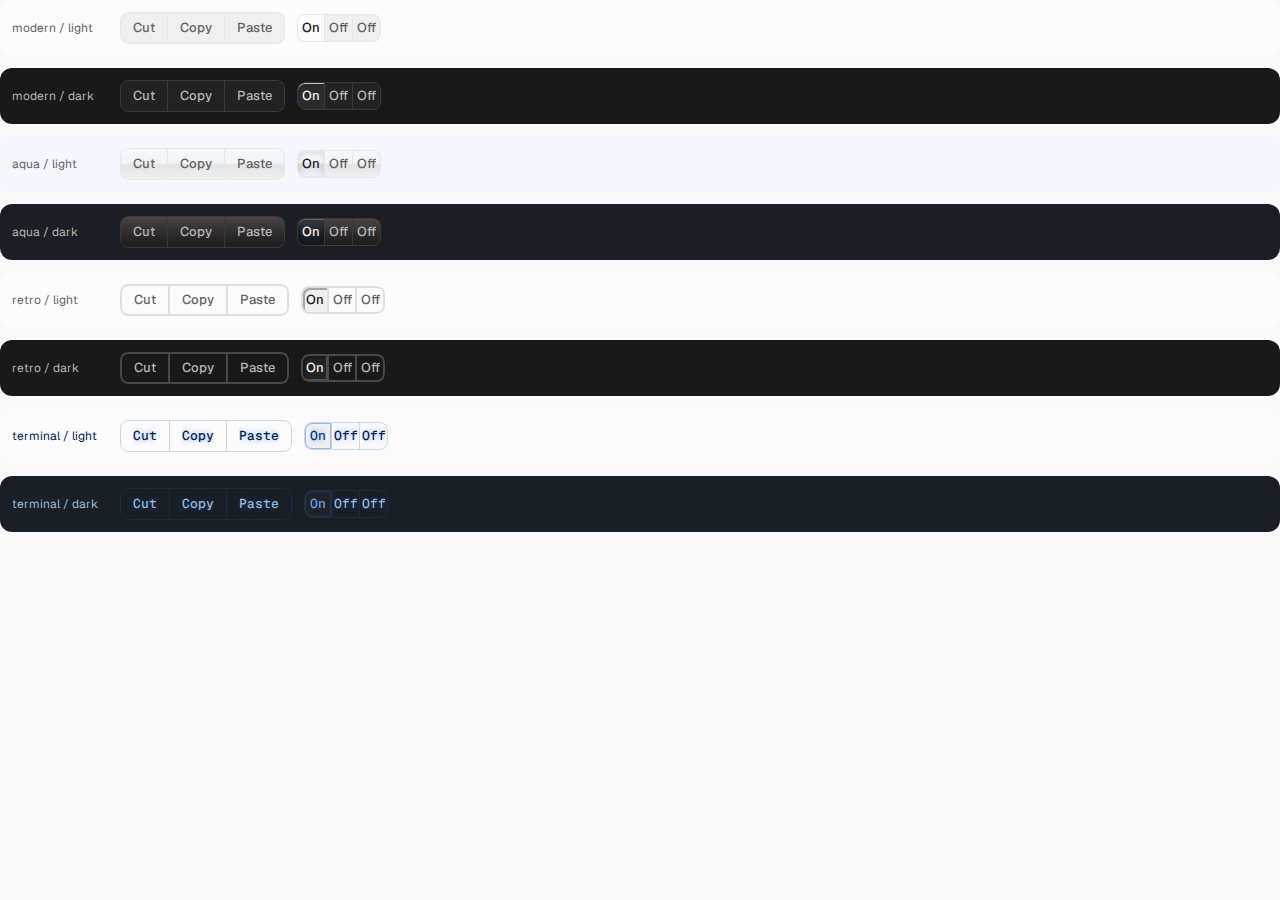 modern / light Cut Copy Paste On Off Off
modern / dark Cut Copy Paste On Off Off
aqua / light Cut Copy Paste On Off Off
aqua / dark Cut Copy Paste On Off Off
retro / light Cut Copy Paste On Off Off
retro / dark Cut Copy Paste On Off Off
terminal / light Cut Copy Paste On Off Off
terminal / dark Cut Copy Paste On Off Off